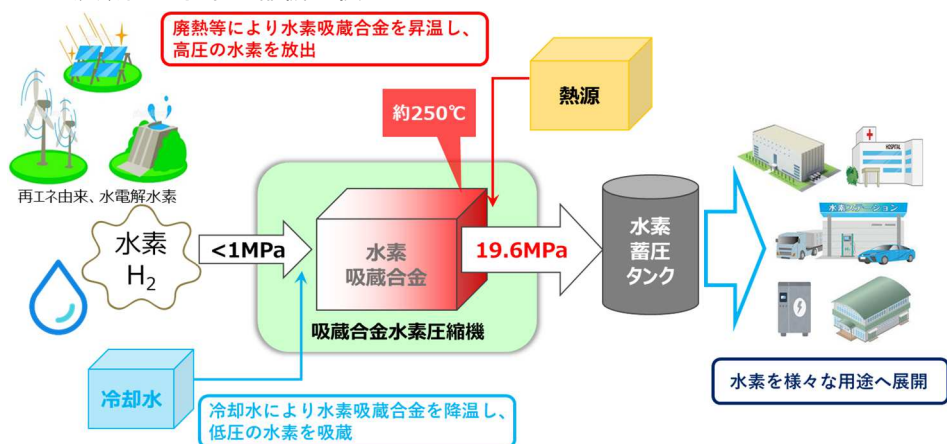 廃熱等により水素吸蔵合金を昇温し、
高圧の水素を放出
熱源
約250℃
HOSPITAL
再エネ由来、水電解水素
水素
H₂
<1MPa
水素
吸蔵合金
19.6MPa
水素
蓄圧
タンク
水素ステーション
吸蔵合金水素圧縮機
冷却水
冷却水により水素吸蔵合金を降温し、
低圧の水素を吸蔵
水素を様々な用途へ展開